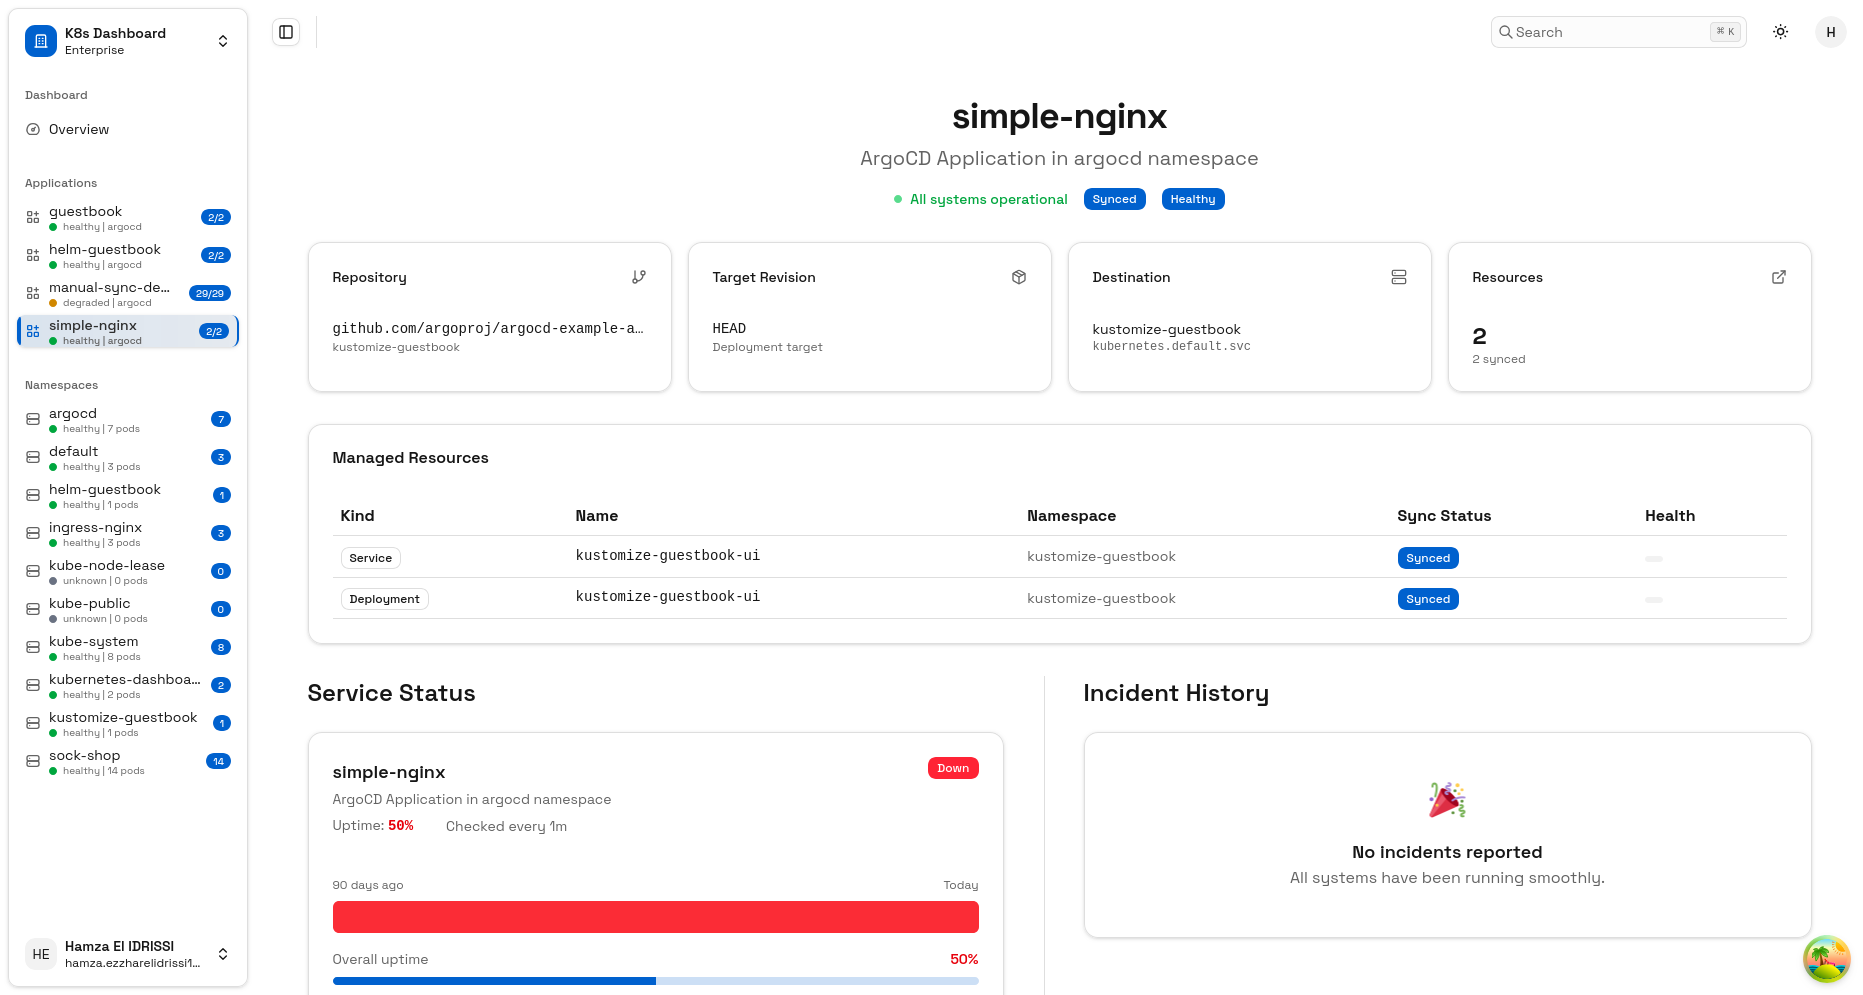 K8s Dashboard
Enterprise
Dashboard
Overview
Applications
guestbook
healthy | argocd
2/2
helm-guestbook
healthy | argocd
2/2
manual-sync-de...
degraded | argocd
29/29
simple-nginx
healthy | argocd
2/2
Namespaces
argocd
healthy | 7 pods
7
default
healthy | 3 pods
3
helm-guestbook
healthy | 1 pods
1
ingress-nginx
healthy | 3 pods
3
kube-node-lease
unknown | 0 pods
0
kube-public
unknown | 0 pods
0
kube-system
healthy | 8 pods
8
kubernetes-dashboa...
healthy | 2 pods
2
kustomize-guestbook
healthy | 1 pods
1
sock-shop
healthy | 14 pods
14
HE
Hamza El IDRISSI
hamza.ezzharelidrissi1...
Search
⌘ K
H
simple-nginx
ArgoCD Application in argocd namespace
All systems operational Synced Healthy
Repository
github.com/argoproj/argocd-example-a...
kustomize-guestbook
Target Revision
HEAD
Deployment target
Destination
kustomize-guestbook
kubernetes.default.svc
Resources
2
2 synced
Managed Resources
Kind Name Namespace Sync Status Health
Service kustomize-guestbook-ui kustomize-guestbook Synced
Deployment kustomize-guestbook-ui kustomize-guestbook Synced
Service Status
simple-nginx
Down
ArgoCD Application in argocd namespace
Uptime: 50% Checked every 1m
90 days ago Today
Overall uptime 50%
Incident History
No incidents reported
All systems have been running smoothly.